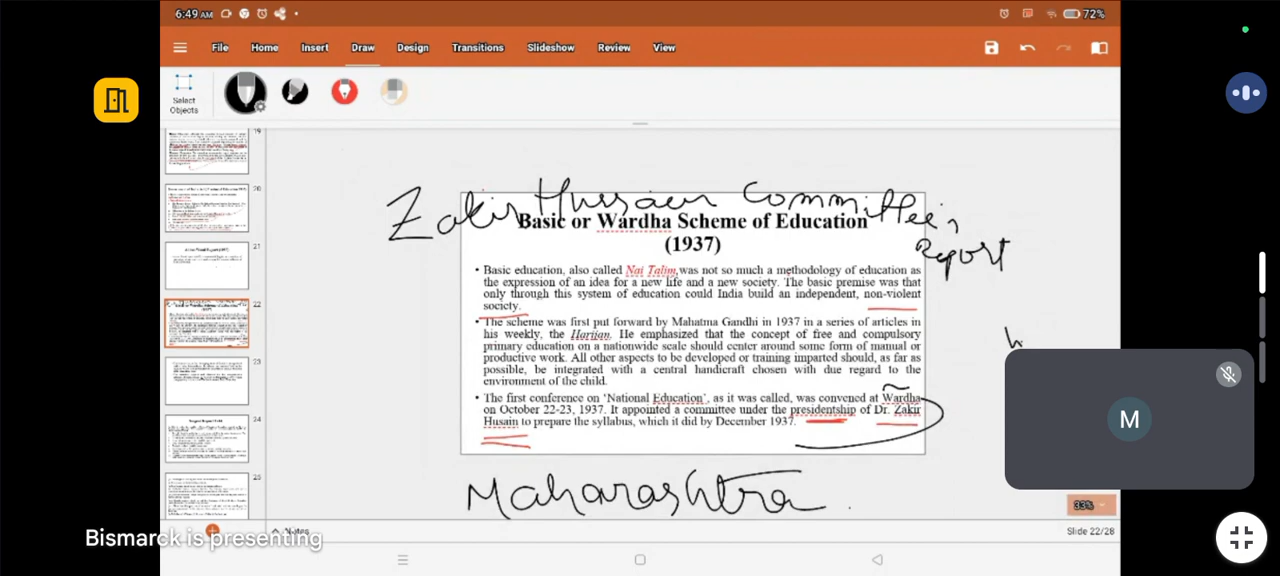 6:49 AM
72%
File Home Insert Draw Design Transitions Slideshow Review View
Select
Objects
19
20
21
22
23
24
25
Zakir Hussain Committee's
Report
Basic or Wardha Scheme of Education
(1937)
• Basic education, also called Nai Talim, was not so much a methodology of education as
the expression of an idea for a new life and a new society. The basic premise was that
only through this system of education could India build an independent, non-violent
society.
• The scheme was first put forward by Mahatma Gandhi in 1937 in a series of articles in
his weekly, the Harijan. He emphasized that the concept of free and compulsory
primary education on a nationwide scale should center around some form of manual or
productive work. All other aspects to be developed or training imparted should, as far as
possible, be integrated with a central handicraft chosen with due regard to the
environment of the child.
• The first conference on 'National Education', as it was called, was convened at Wardha
on October 22-23, 1937. It appointed a committee under the presidentship of Dr. Zakir
Husain to prepare the syllabus, which it did by December 1937.
Maharashtra
M
33%
Notes
Slide 22/28
Bismarck is presenting